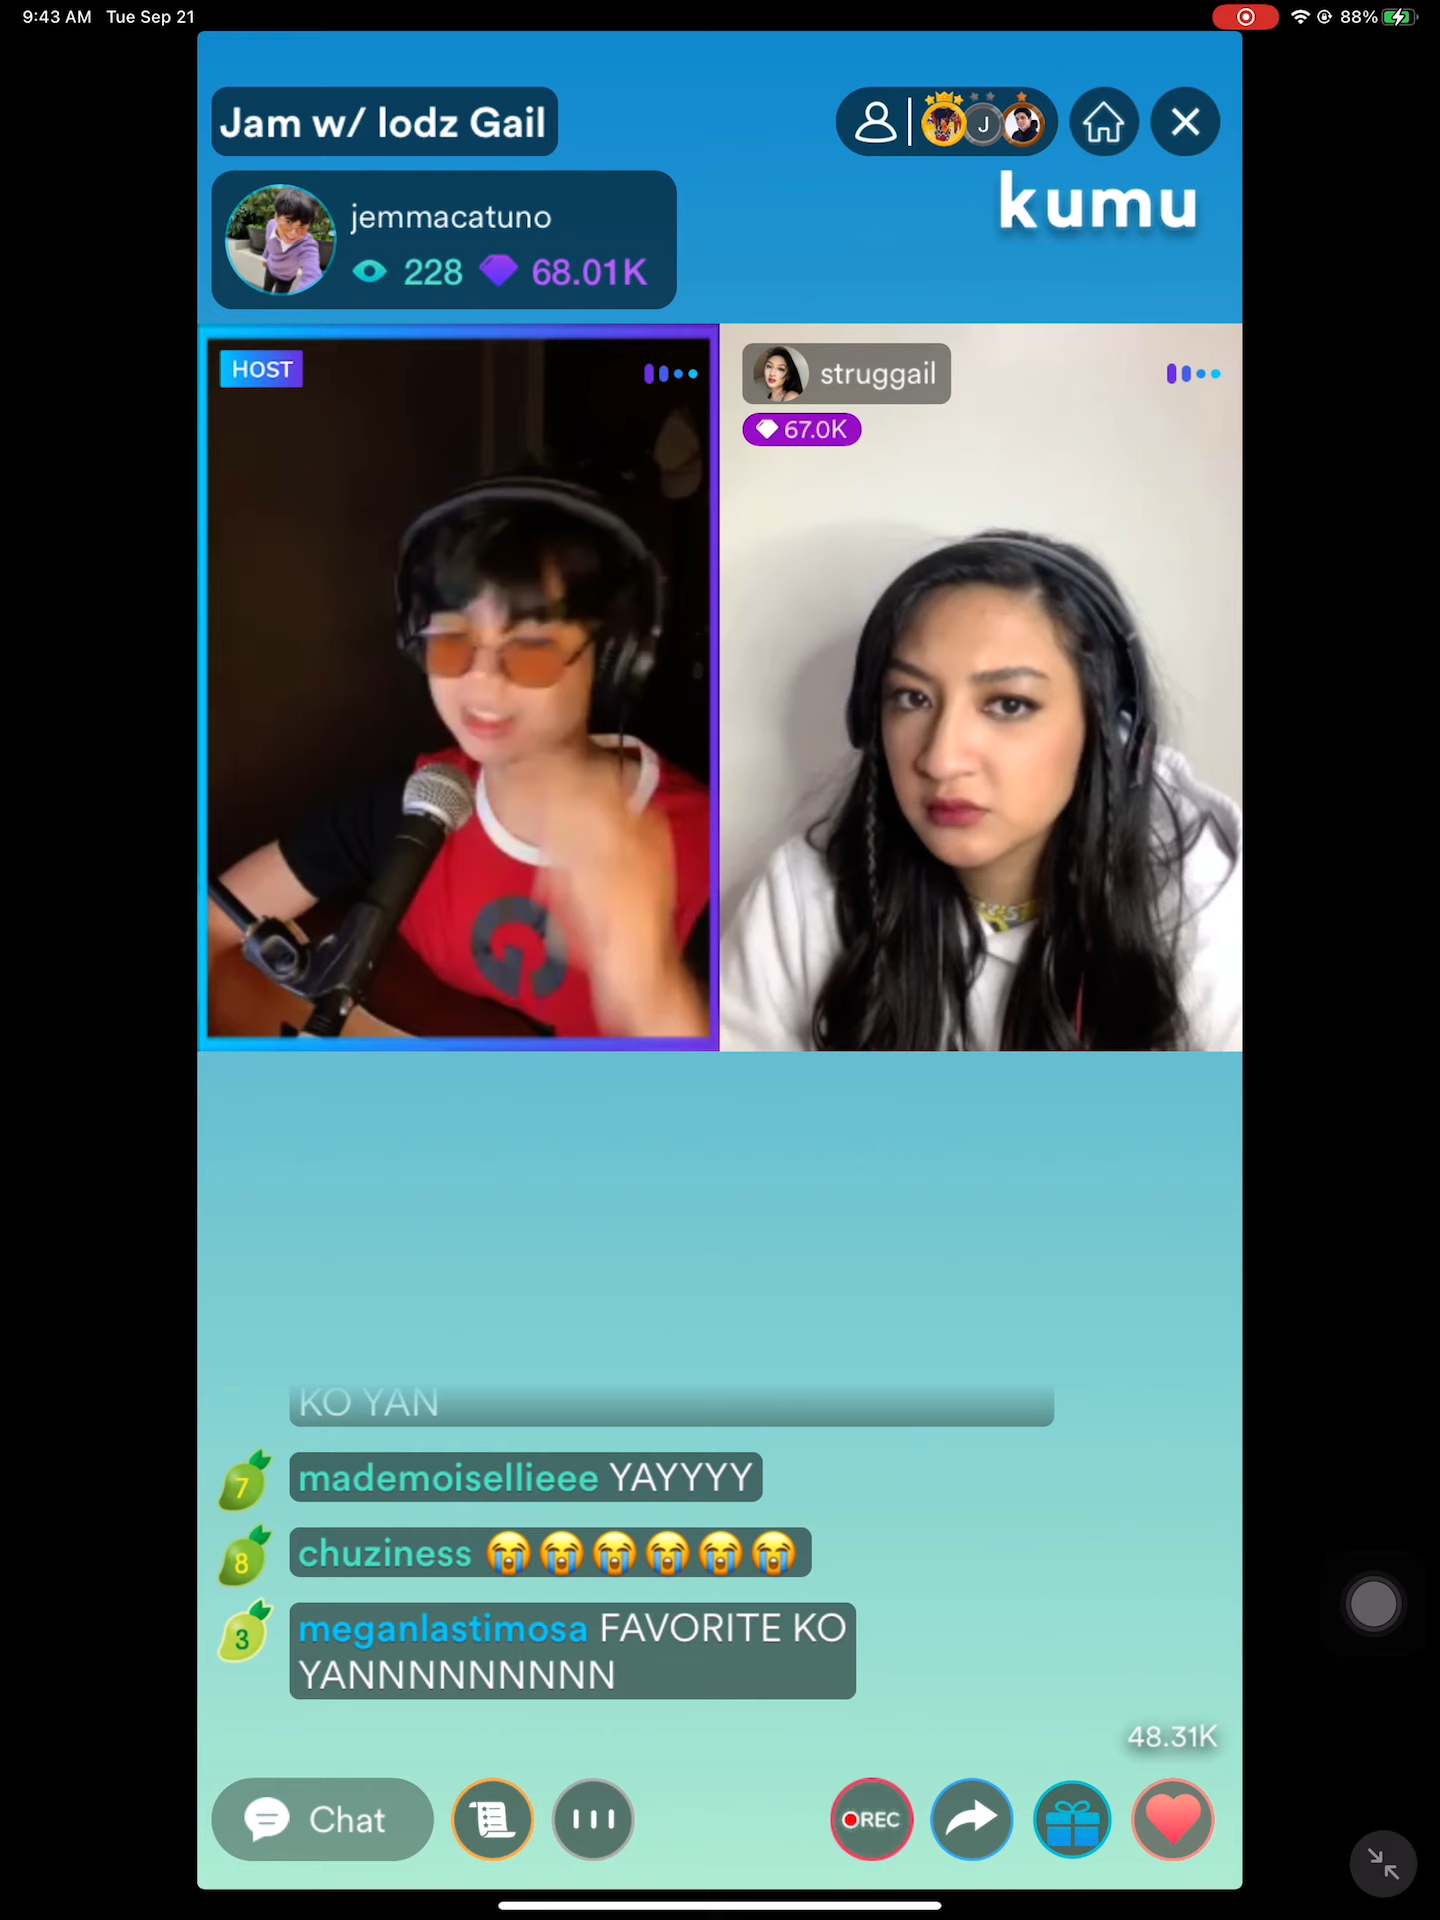 9:43 AM Tue Sep 21
88%
Jam w/ lodz Gail
J
jemmacatuno
228 68.01K
kumu
HOST
struggail
67.0K
KO YAN
7 mademoisellieee YAYYYY
8 chuziness 😭😭😭😭😭😭
3 meganlastimosa FAVORITE KO
YANNNNNNNNN
48.31K
Chat
REC